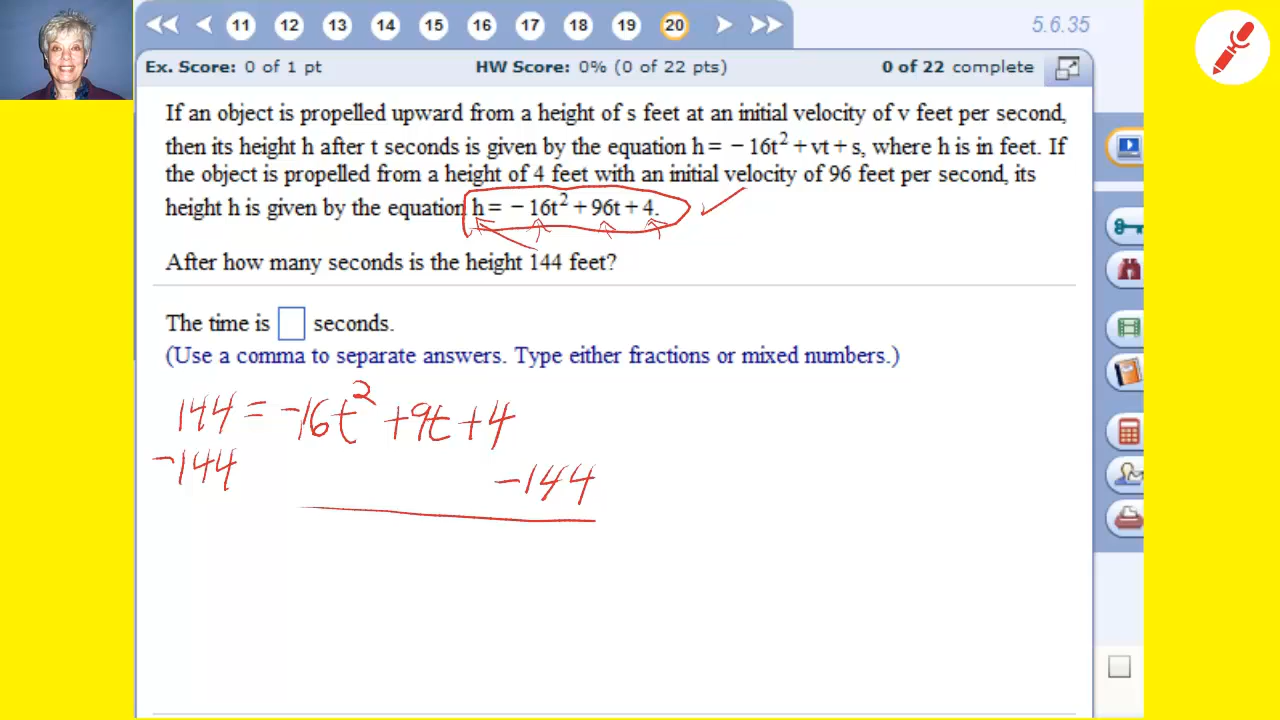 11 12 13 14 15 16 17 18 19 20
5.6.35
Ex. Score: 0 of 1 pt HW Score: 0% (0 of 22 pts) 0 of 22 complete
If an object is propelled upward from a height of s feet at an initial velocity of v feet per second,
then its height h after t seconds is given by the equation h = − 16t² + vt + s, where h is in feet. If
the object is propelled from a height of 4 feet with an initial velocity of 96 feet per second, its
height h is given by the equation h = − 16t² + 96t + 4.
After how many seconds is the height 144 feet?
The time is seconds.
(Use a comma to separate answers. Type either fractions or mixed numbers.)
144 = -16t² + 9t + 4
-144 -144